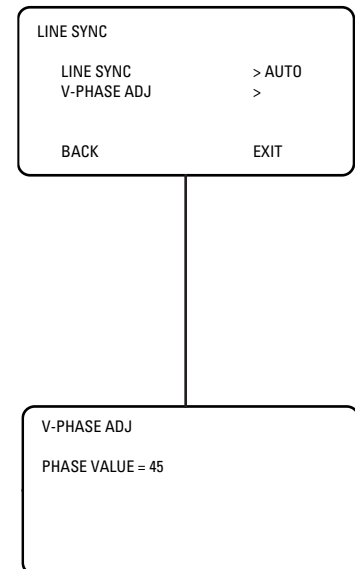 LINE SYNC
LINE SYNC > AUTO
V-PHASE ADJ >
BACK EXIT
V-PHASE ADJ
PHASE VALUE = 45